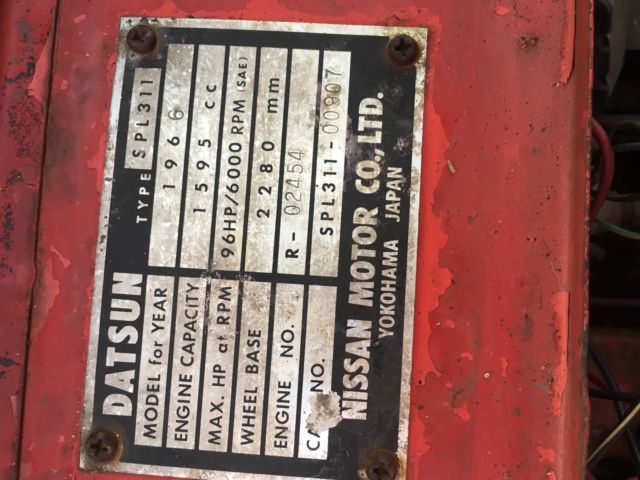 DATSUN TYPE SPL311
MODEL for YEAR 1966
ENGINE CAPACITY 1595 cc
MAX. HP at RPM 96HP/6000 RPM (SAE)
WHEEL BASE 2280 mm
ENGINE NO. R-02454
NO. SPL311-00907
NISSAN MOTOR CO., LTD.
YOKOHAMA JAPAN